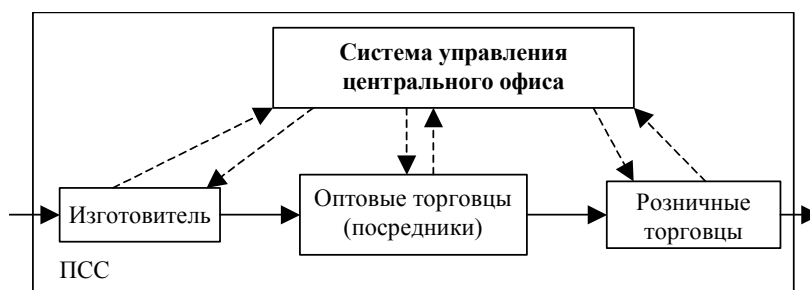 Система управления
центрального офиса
Изготовитель
Оптовые торговцы
(посредники)
Розничные
торговцы
ПСС